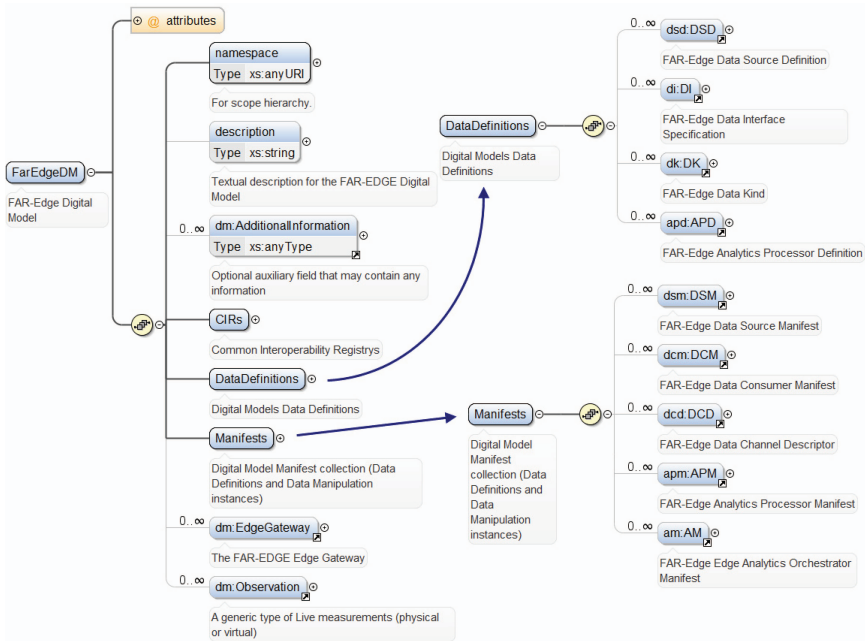 @ attributes
namespace
Type xs:anyURI
For scope hierarchy.
description
Type xs:string
Textual description for the FAR-EDGE Digital
Model
FarEdgeDM
FAR-Edge Digital
Model
0..∞
dm:AdditionalInformation
Type xs:anyType
Optional auxiliary field that may contain any
information
CIRs
Common Interoperability Registrys
DataDefinitions
Digital Models Data Definitions
Manifests
Digital Model Manifest collection (Data
Definitions and Data Manipulation
instances)
0..∞
dm:EdgeGateway
The FAR-EDGE Edge Gateway
0..∞
dm:Observation
A generic type of Live measurements (physical
or virtual)
DataDefinitions
Digital Models Data
Definitions
0..∞
dsd:DSD
FAR-Edge Data Source Definition
di:DI
FAR-Edge Data Interface
Specification
dk:DK
FAR-Edge Data Kind
0..∞
apd:APD
FAR-Edge Analytics Processor Definition
Manifests
Digital Model
Manifest
collection (Data
Definitions and
Data
Manipulation
instances)
0..∞
dsm:DSM
FAR-Edge Data Source Manifest
0..∞
dcm:DCM
FAR-Edge Data Consumer Manifest
0..∞
dcd:DCD
FAR-Edge Data Channel Descriptor
0..∞
apm:APM
FAR-Edge Analytics Processor Manifest
0..∞
am:AM
FAR-Edge Edge Analytics Orchestrator
Manifest